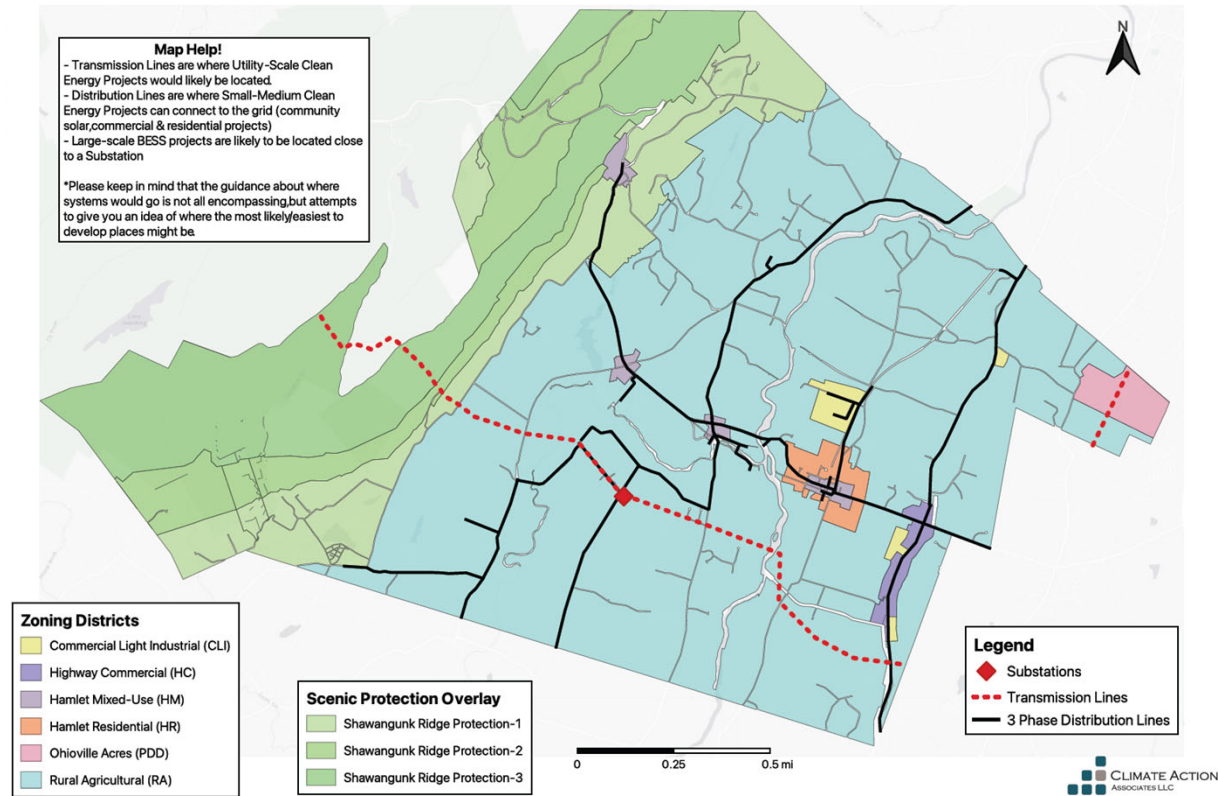 Map Help!
- Transmission Lines are where Utility-Scale Clean
Energy Projects would likely be located.
- Distribution Lines are where Small-Medium Clean
Energy Projects can connect to the grid (community
solar,commercial & residential projects)
- Large-scale BESS projects are likely to be located close
to a Substation
*Please keep in mind that the guidance about where
systems would go is not all encompassing,but attempts
to give you an idea of where the most likely/easiest to
develop places might be.
N
Zoning Districts
Commercial Light Industrial (CLI)
Highway Commercial (HC)
Hamlet Mixed-Use (HM)
Hamlet Residential (HR)
Ohioville Acres (PDD)
Rural Agricultural (RA)
Scenic Protection Overlay
Shawangunk Ridge Protection-1
Shawangunk Ridge Protection-2
Shawangunk Ridge Protection-3
0 0.25 0.5 mi
Legend
Substations
Transmission Lines
3 Phase Distribution Lines
CLIMATE ACTION
ASSOCIATES LLC